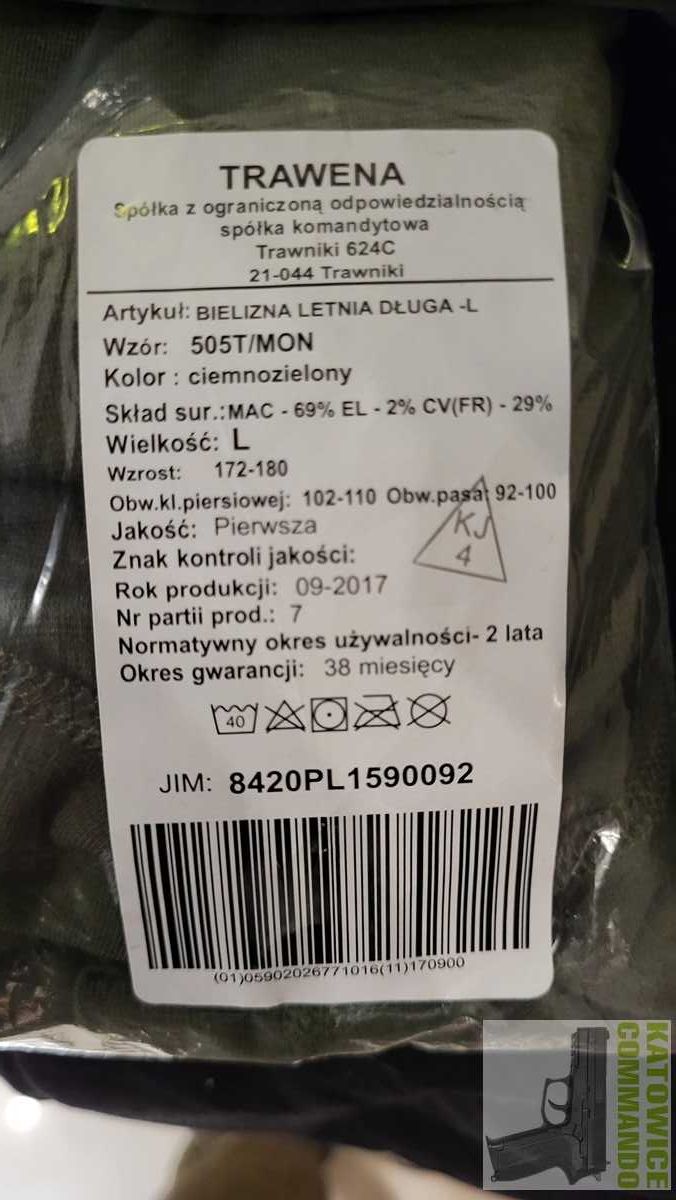 TRAWENA
Spółka z ograniczoną odpowiedzialnością
spółka komandytowa
Trawniki 624C
21-044 Trawniki
Artykuł: BIELIZNA LETNIA DŁUGA -L
Wzór: 505T/MON
Kolor : ciemnozielony
Skład sur.:MAC - 69% EL - 2% CV(FR) - 29%
Wielkość: L
Wzrost: 172-180
Obw.kl.piersiowej: 102-110 Obw.pasa: 92-100
Jakość: Pierwsza
KJ
4
Znak kontroli jakości:
Rok produkcji: 09-2017
Nr partii prod.: 7
Normatywny okres używalności- 2 lata
Okres gwarancji: 38 miesięcy
40
JIM: 8420PL1590092
(01)05902026771016(11)170900
KATOWICE
COMMANDO